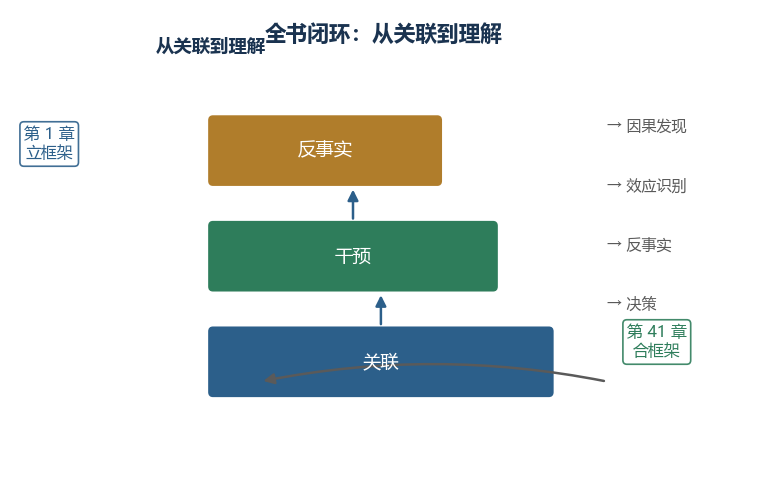 全书闭环：从关联到理解
从关联到理解
第 1 章
立框架
反事实
干预
关联
→ 因果发现
→ 效应识别
→ 反事实
→ 决策
第 41 章
合框架